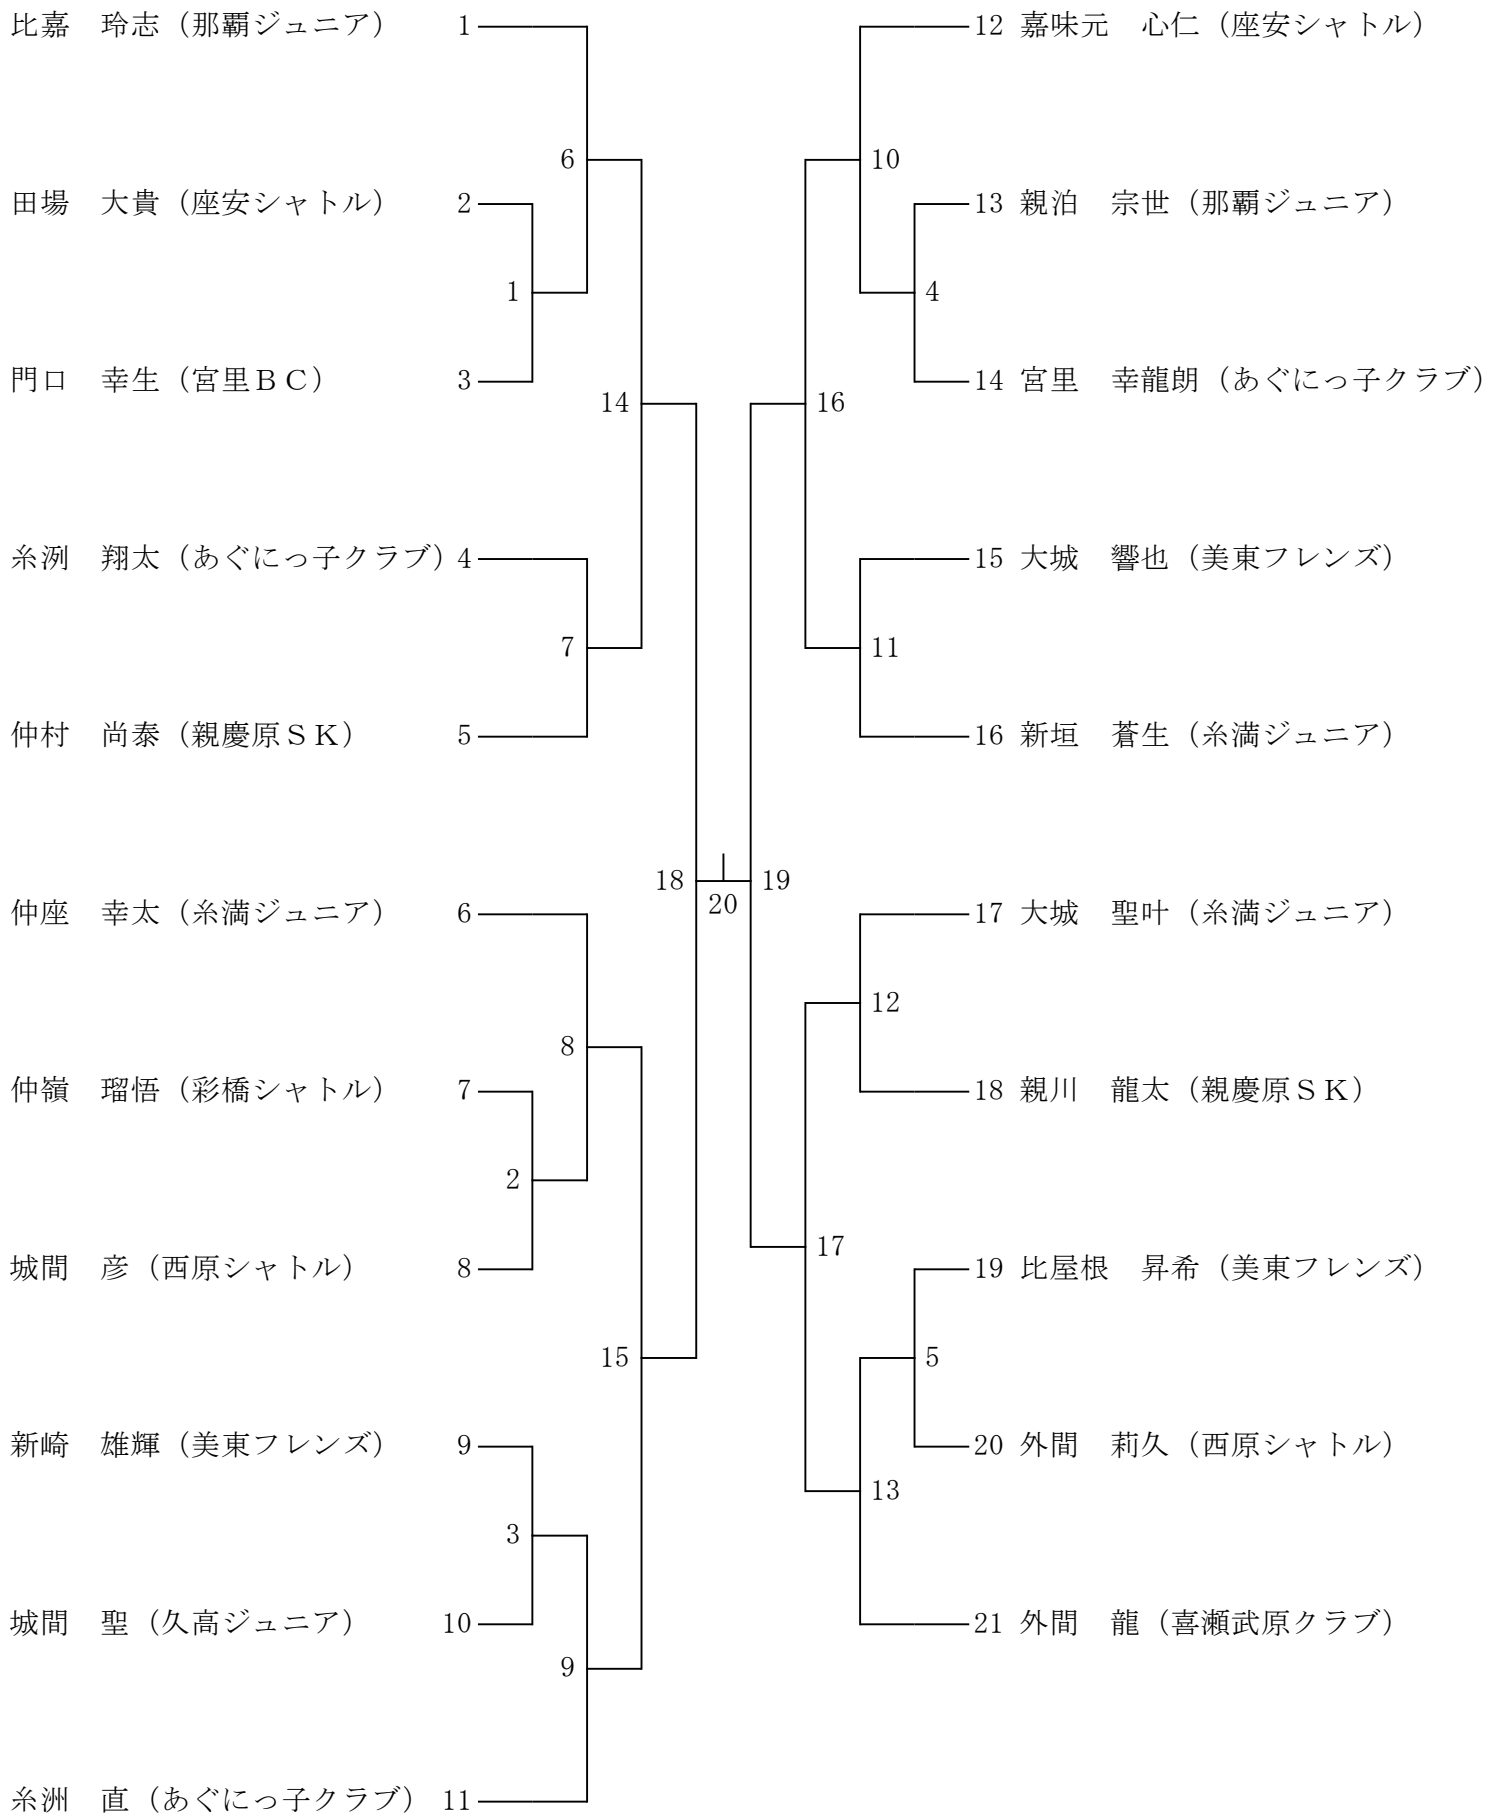 比嘉　玲志（那覇ジュニア）　1
田場　大貴（座安シャトル）　2
門口　幸生（宮里ＢＣ）　3
糸洌　翔太（あぐにっ子クラブ）4
仲村　尚泰（親慶原ＳＫ）　5
仲座　幸太（糸満ジュニア）　6
仲嶺　瑠悟（彩橋シャトル）　7
城間　彦（西原シャトル）　8
新崎　雄輝（美東フレンズ）　9
城間　聖（久高ジュニア）　10
糸洲　直（あぐにっ子クラブ）　11
6
1
14
7
18
8
2
15
3
9
20
10
4
16
11
19
12
17
5
13
12 嘉味元　心仁（座安シャトル）
13 親泊　宗世（那覇ジュニア）
14 宮里　幸龍朗（あぐにっ子クラブ）
15 大城　響也（美東フレンズ）
16 新垣　蒼生（糸満ジュニア）
17 大城　聖叶（糸満ジュニア）
18 親川　龍太（親慶原ＳＫ）
19 比屋根　昇希（美東フレンズ）
20 外間　莉久（西原シャトル）
21 外間　龍（喜瀬武原クラブ）